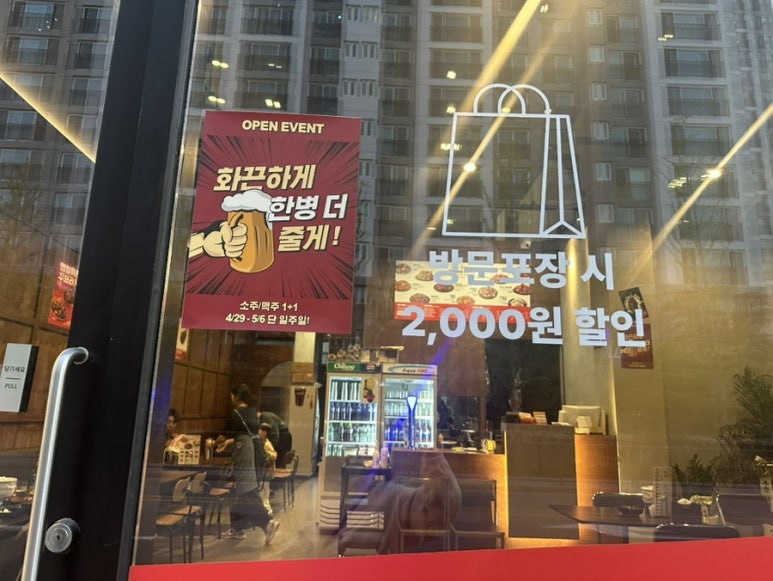 OPEN EVENT
화끈하게
한병 더
줄게!
소주/맥주 1+1
4/29 - 5/6 단 일주일!
방문포장 시
2,000원 할인
당기세요
PULL
Chilsung